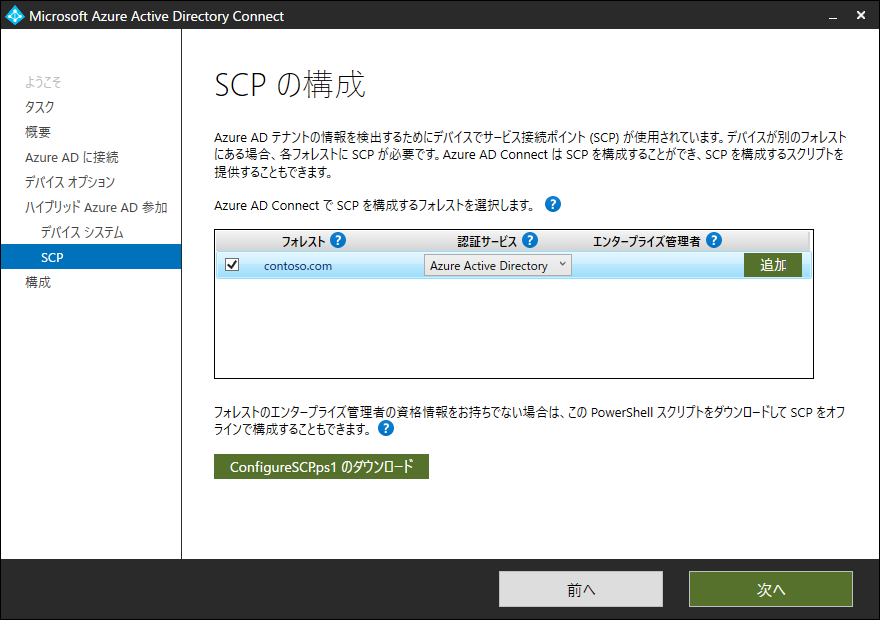 Microsoft Azure Active Directory Connect
ようこそ
タスク
概要
Azure AD に接続
デバイス オプション
ハイブリッド Azure AD 参加
デバイス システム
SCP
構成
SCP の構成
Azure AD テナントの情報を検出するためにデバイスでサービス接続ポイント (SCP) が使用されています。デバイスが別のフォレスト
にある場合、各フォレストに SCP が必要です。Azure AD Connect は SCP を構成することができ、SCP を構成するスクリプトを
提供することもできます。
Azure AD Connect で SCP を構成するフォレストを選択します。 ?
フォレスト ? 認証サービス ? エンタープライズ管理者 ?
contoso.com Azure Active Directory 追加
フォレストのエンタープライズ管理者の資格情報をお持ちでない場合は、この PowerShell スクリプトをダウンロードして SCP をオフ
ラインで構成することもできます。 ?
ConfigureSCP.ps1 のダウンロード
前へ 次へ